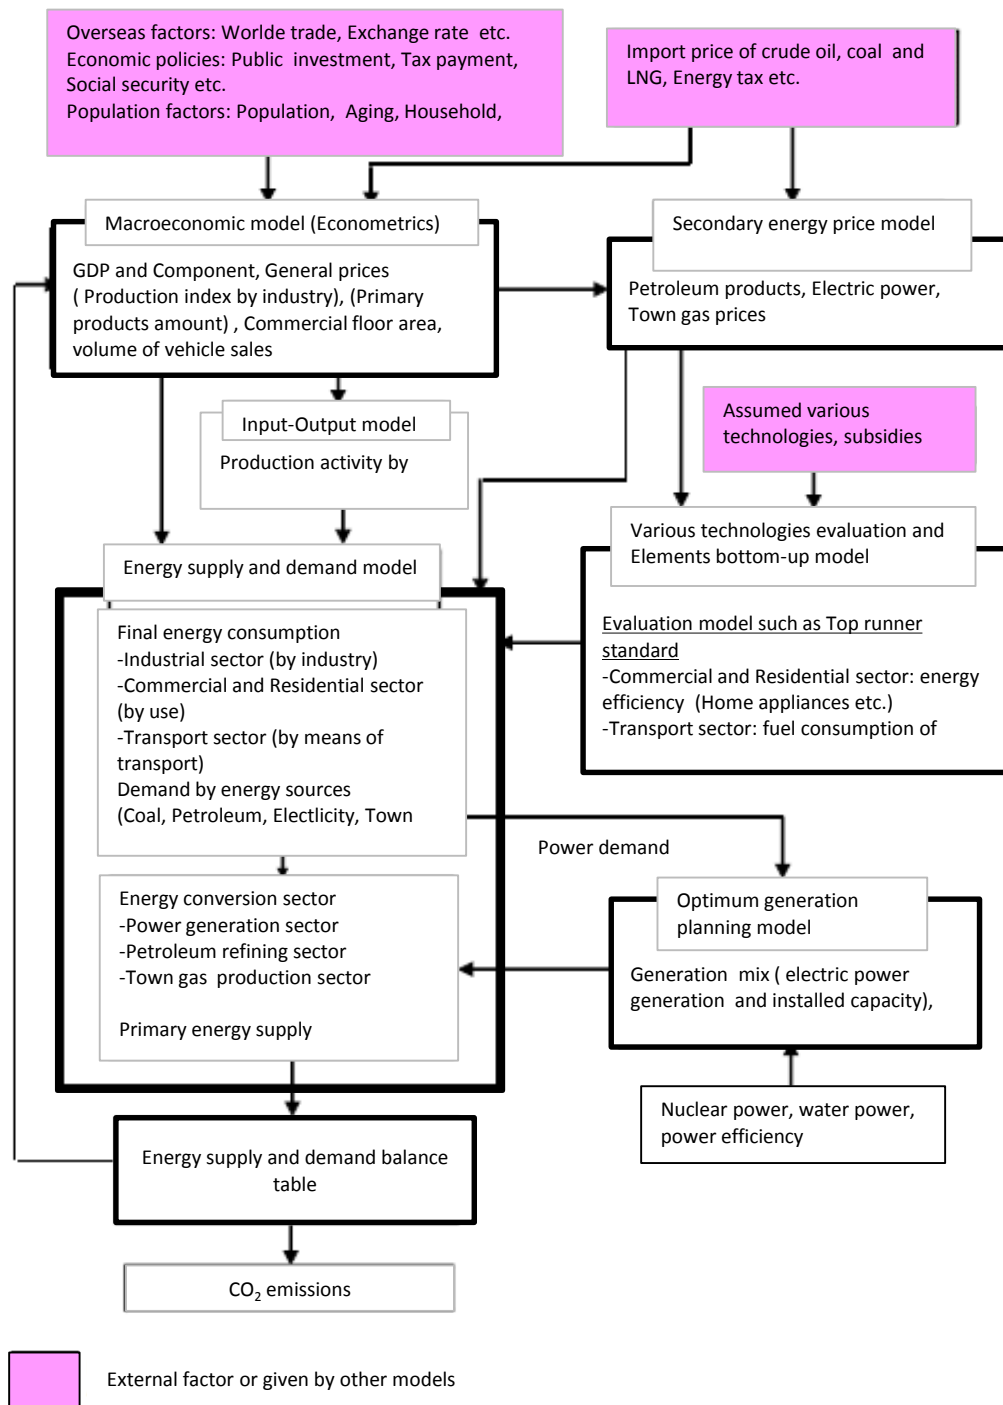 Overseas factors: Worlde trade, Exchange rate etc.
Economic policies: Public investment, Tax payment,
Social security etc.
Population factors: Population, Aging, Household,
Import price of crude oil, coal and
LNG, Energy tax etc.
Macroeconomic model (Econometrics)
GDP and Component, General prices
( Production index by industry), (Primary
products amount) , Commercial floor area,
volume of vehicle sales
Secondary energy price model
Petroleum products, Electric power,
Town gas prices
Input-Output model
Production activity by
Assumed various
technologies, subsidies
Various technologies evaluation and
Elements bottom-up model
Evaluation model such as Top runner
standard
-Commercial and Residential sector: energy
efficiency (Home appliances etc.)
-Transport sector: fuel consumption of
Energy supply and demand model
Final energy consumption
-Industrial sector (by industry)
-Commercial and Residential sector
(by use)
-Transport sector (by means of
transport)
Demand by energy sources
(Coal, Petroleum, Electlicity, Town
Power demand
Energy conversion sector
-Power generation sector
-Petroleum refining sector
-Town gas production sector
Primary energy supply
Optimum generation
planning model
Generation mix ( electric power
generation and installed capacity),
Nuclear power, water power,
power efficiency
Energy supply and demand balance
table
CO₂ emissions
External factor or given by other models